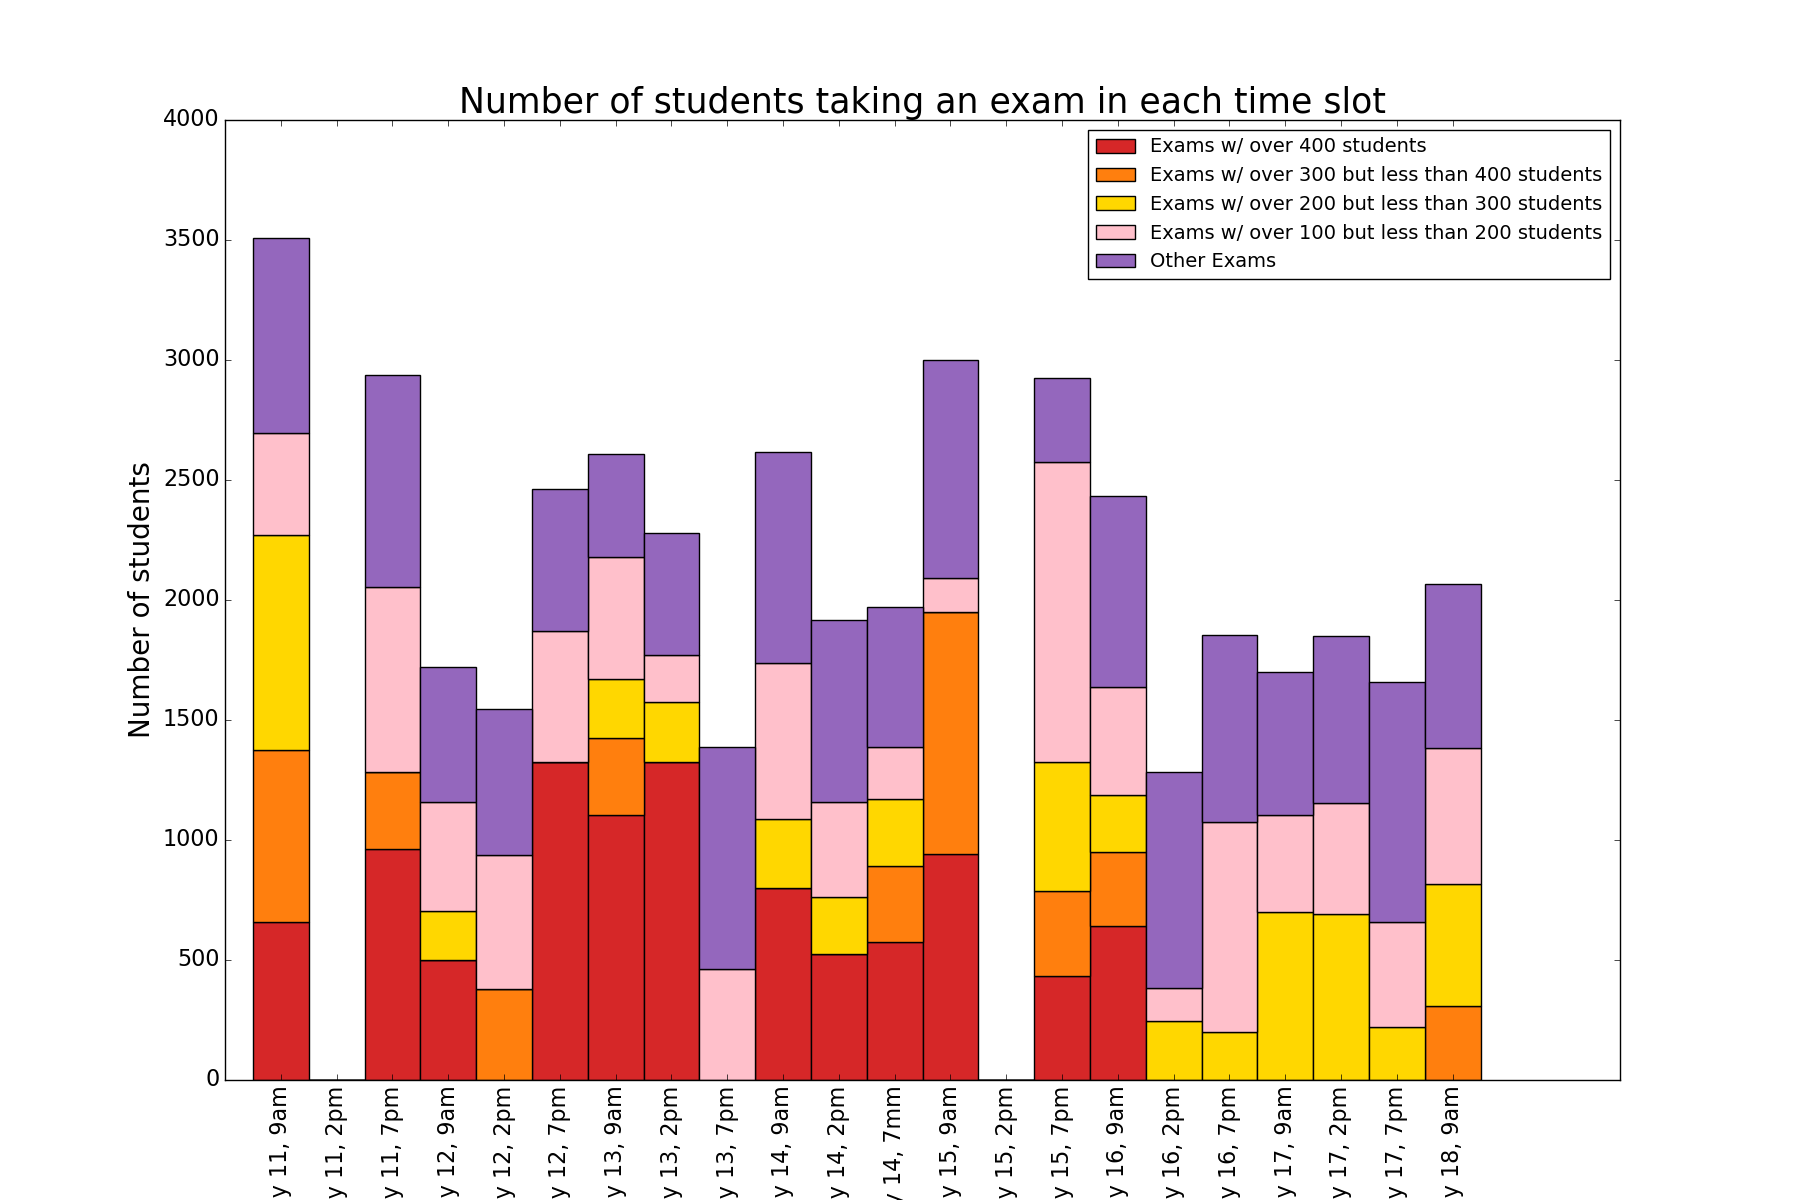 Number of students taking an exam in each time slot
4000
3500
3000
2500
2000
1500
1000
500
0
Number of students
Exams w/ over 400 students
Exams w/ over 300 but less than 400 students
Exams w/ over 200 but less than 300 students
Exams w/ over 100 but less than 200 students
Other Exams
y 11, 9am
y 11, 2pm
y 11, 7pm
y 12, 9am
y 12, 2pm
y 12, 7pm
y 13, 9am
y 13, 2pm
y 13, 7pm
y 14, 9am
y 14, 2pm
y 14, 7mm
y 15, 9am
y 15, 2pm
y 15, 7pm
y 16, 9am
y 16, 2pm
y 16, 7pm
y 17, 9am
y 17, 2pm
y 17, 7pm
y 18, 9am